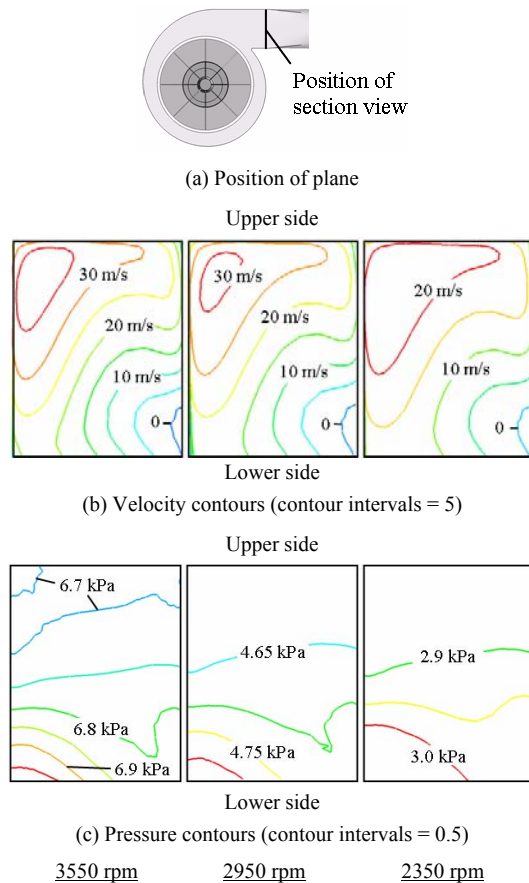 Position of
section view
(a) Position of plane
Upper side
30 m/s
20 m/s
10 m/s
0
30 m/s
20 m/s
10 m/s
0
20 m/s
10 m/s
0
Lower side
(b) Velocity contours (contour intervals = 5)
Upper side
6.7 kPa
6.8 kPa
6.9 kPa
4.65 kPa
4.75 kPa
2.9 kPa
3.0 kPa
Lower side
(c) Pressure contours (contour intervals = 0.5)
3550 rpm 2950 rpm 2350 rpm